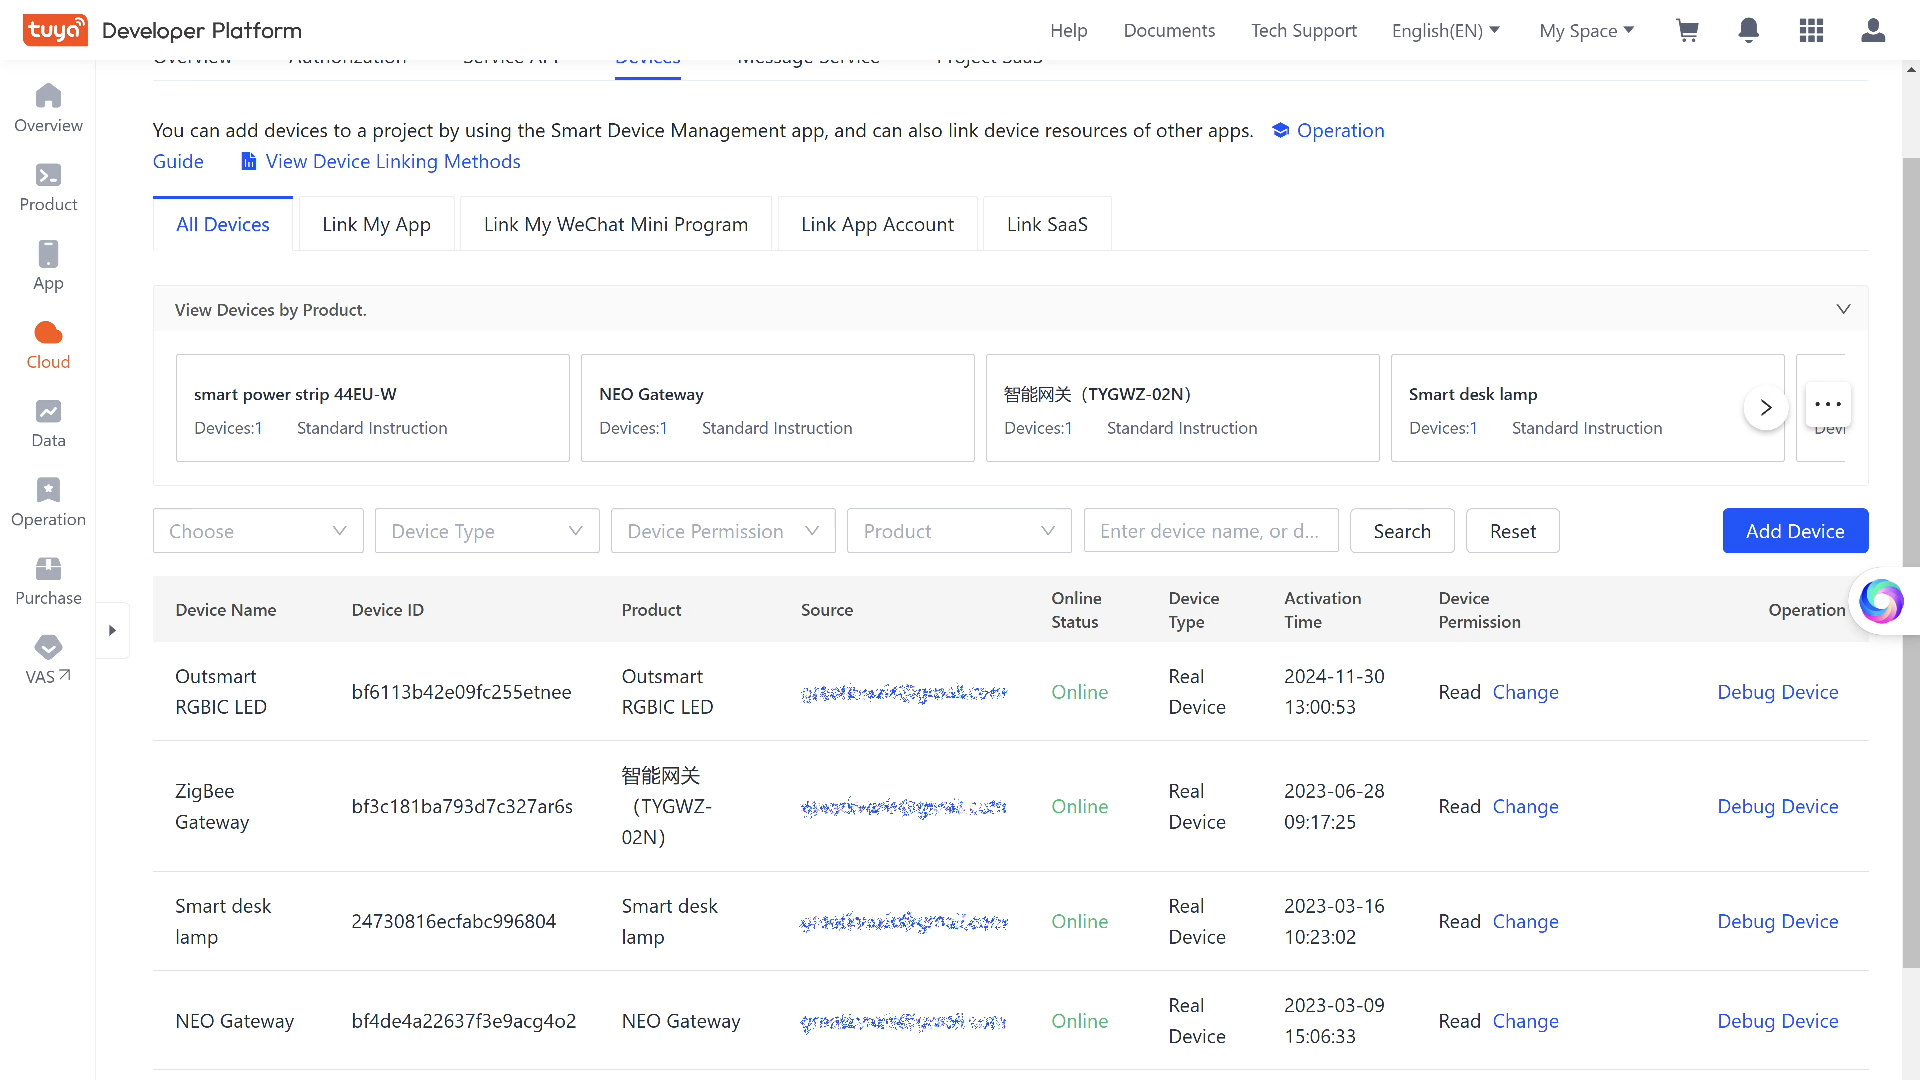 tuya Developer Platform
Help Documents Tech Support English(EN) My Space
Overview Authorization Service API Devices Message Service Project SaaS
Overview
Product
App
Cloud
Data
Operation
Purchase
VAS
You can add devices to a project by using the Smart Device Management app, and can also link device resources of other apps. Operation
Guide View Device Linking Methods
All Devices Link My App Link My WeChat Mini Program Link App Account Link SaaS
View Devices by Product.
smart power strip 44EU-W
Devices:1 Standard Instruction
NEO Gateway
Devices:1 Standard Instruction
智能网关（TYGWZ-02N）
Devices:1 Standard Instruction
Smart desk lamp
Devices:1 Standard Instruction
...
Choose Device Type Device Permission Product Enter device name, or d... Search Reset Add Device
Device Name Device ID Product Source Online Status Device Type Activation Time Device Permission Operation
Outsmart RGBIC LED bf6113b42e09fc255etnee Outsmart RGBIC LED Online Real Device 2024-11-30 13:00:53 Read Change Debug Device
ZigBee Gateway bf3c181ba793d7c327ar6s 智能网关（TYGWZ-02N） Online Real Device 2023-06-28 09:17:25 Read Change Debug Device
Smart desk lamp 24730816ecfabc996804 Smart desk lamp Online Real Device 2023-03-16 10:23:02 Read Change Debug Device
NEO Gateway bf4de4a22637f3e9acg4o2 NEO Gateway Online Real Device 2023-03-09 15:06:33 Read Change Debug Device